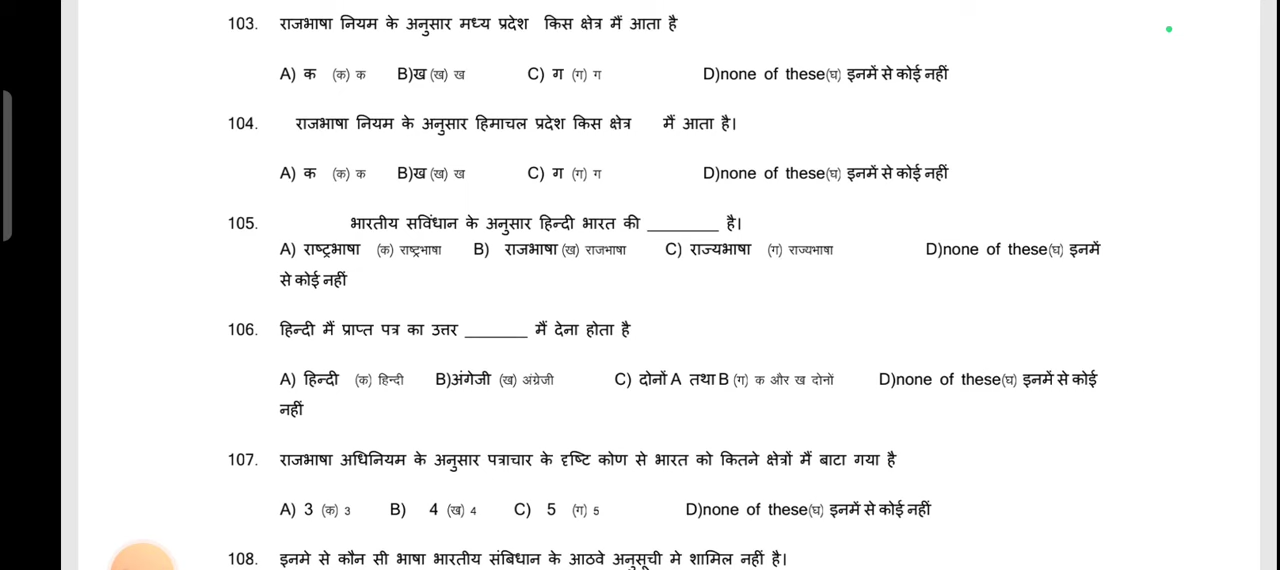 103. राजभाषा नियम के अनुसार मध्य प्रदेश किस क्षेत्र मैं आता है
A) क (क) क B)ख (ख) ख C) ग (ग) ग D)none of these(घ) इनमें से कोई नहीं
104. राजभाषा नियम के अनुसार हिमाचल प्रदेश किस क्षेत्र मैं आता है।
A) क (क) क B)ख (ख) ख C) ग (ग) ग D)none of these(घ) इनमें से कोई नहीं
105. भारतीय सविंधान के अनुसार हिन्दी भारत की ________ है।
A) राष्ट्रभाषा (क) राष्ट्रभाषा B) राजभाषा (ख) राजभाषा C) राज्यभाषा (ग) राज्यभाषा D)none of these(घ) इनमें
से कोई नहीं
106. हिन्दी मैं प्राप्त पत्र का उत्तर _______ मैं देना होता है
A) हिन्दी (क) हिन्दी B)अंगेजी (ख) अंग्रेजी C) दोनों A तथा B (ग) क और ख दोनों D)none of these(घ) इनमें से कोई
नहीं
107. राजभाषा अधिनियम के अनुसार पत्राचार के दृष्टि कोण से भारत को कितने क्षेत्रों मैं बाटा गया है
A) 3 (क) 3 B) 4 (ख) 4 C) 5 (ग) 5 D)none of these(घ) इनमें से कोई नहीं
108. इनमे से कौन सी भाषा भारतीय संबिधान के आठवे अनुसूची मे शामिल नहीं है।